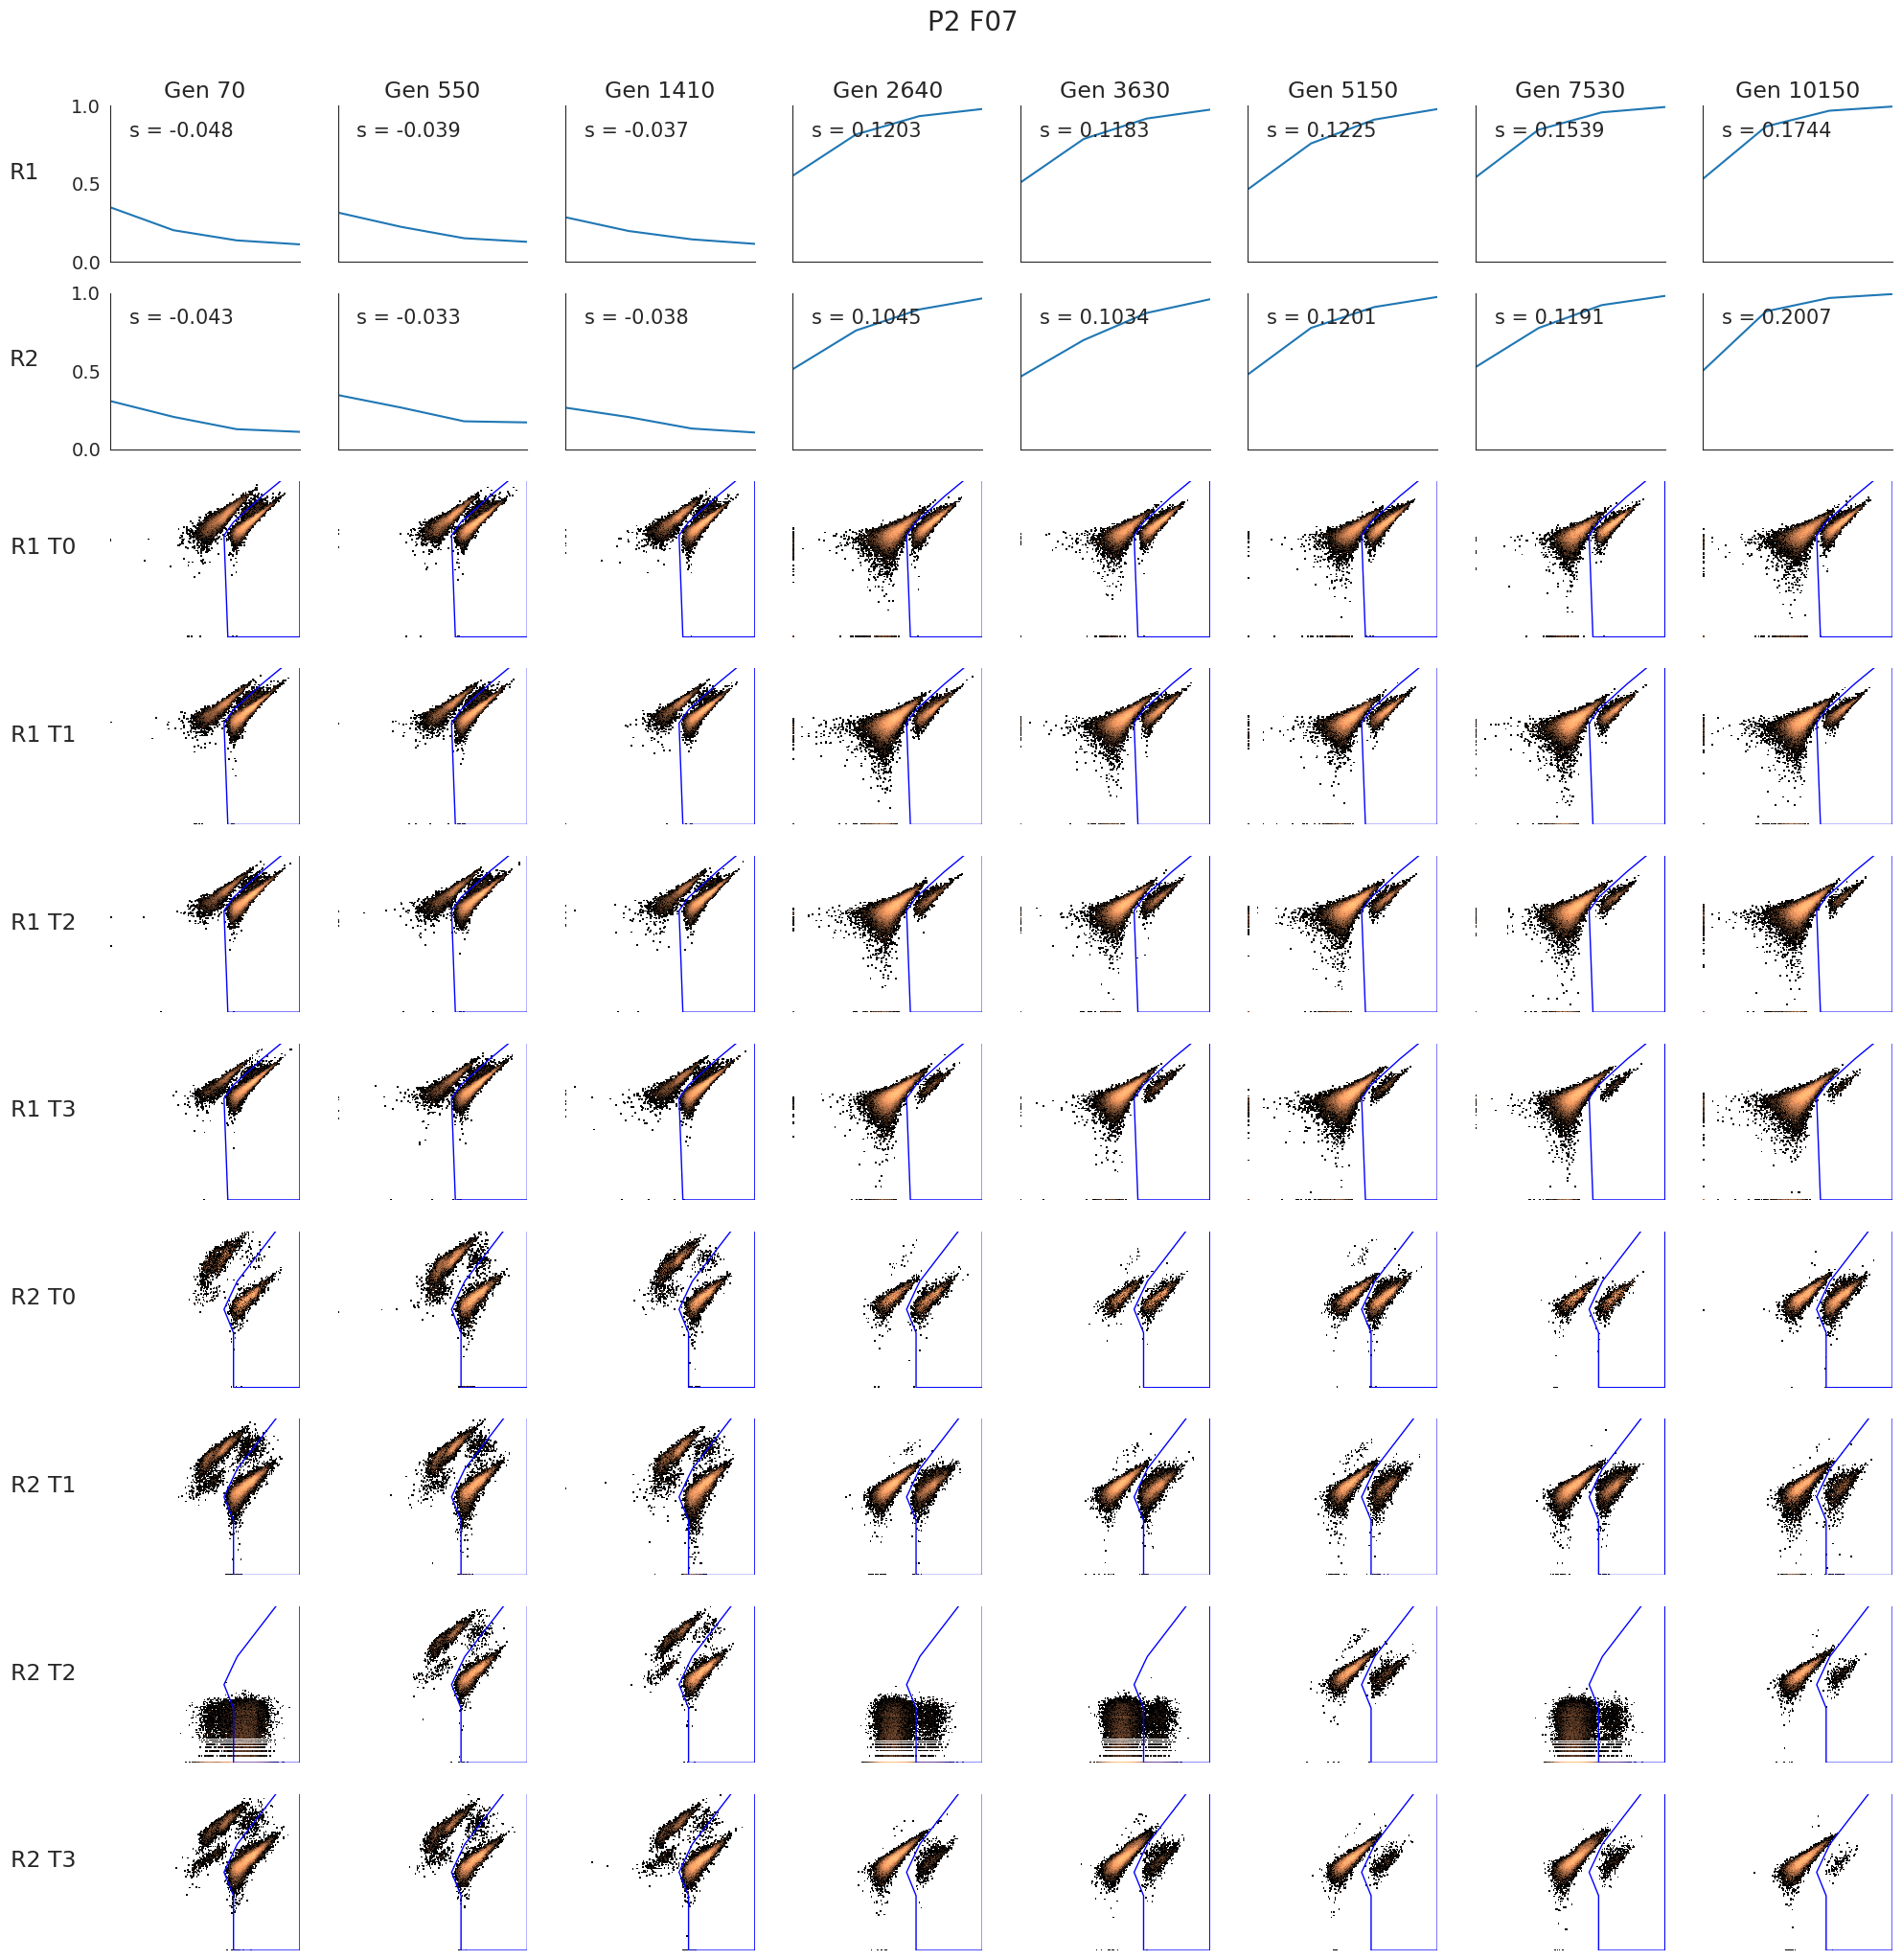 P2 F07
Gen 70 Gen 550 Gen 1410 Gen 2640 Gen 3630 Gen 5150 Gen 7530 Gen 10150
R1
1.0
0.5
0.0
s = -0.048 s = -0.039 s = -0.037 s = 0.1203 s = 0.1183 s = 0.1225 s = 0.1539 s = 0.1744
R2
1.0
0.5
0.0
s = -0.043 s = -0.033 s = -0.038 s = 0.1045 s = 0.1034 s = 0.1201 s = 0.1191 s = 0.2007
R1 T0
R1 T1
R1 T2
R1 T3
R2 T0
R2 T1
R2 T2
R2 T3